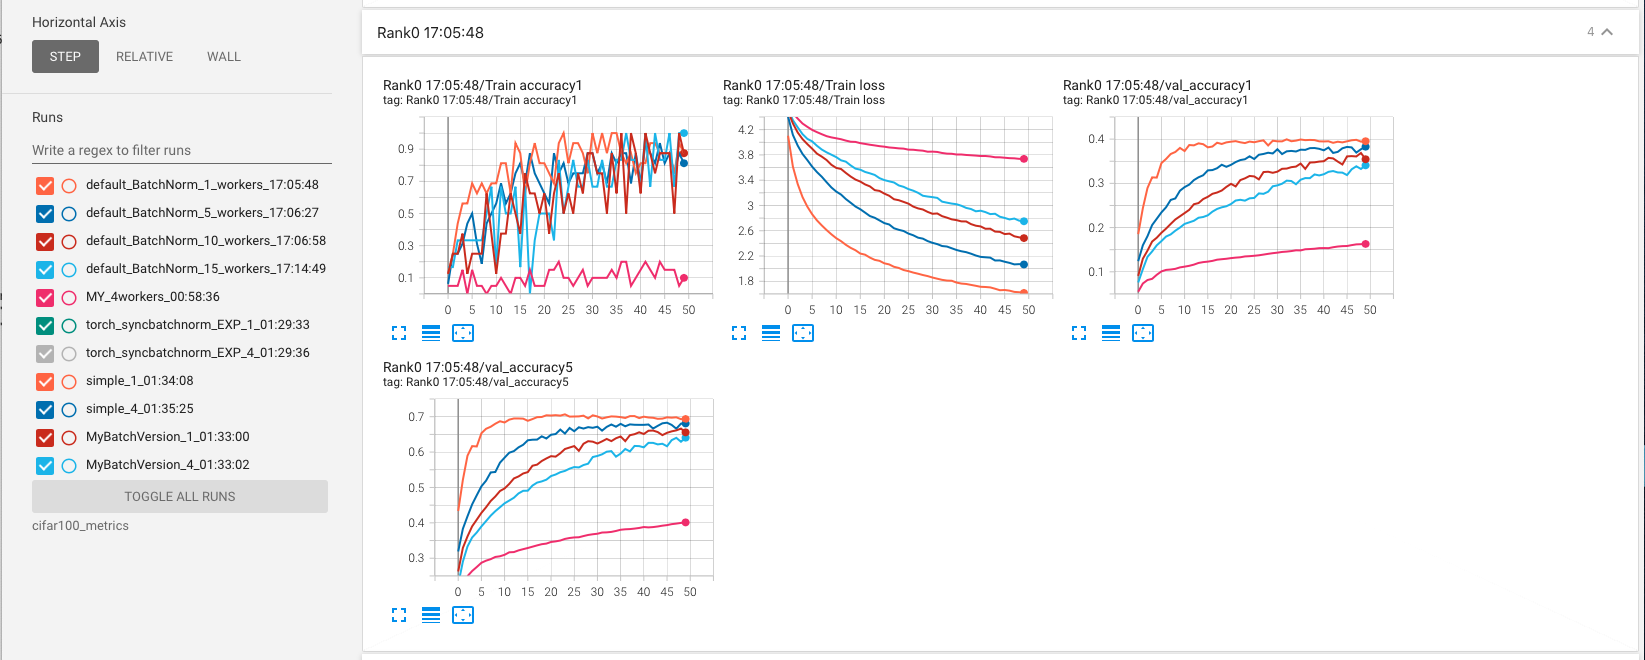 Horizontal Axis
STEP RELATIVE WALL
Runs
Write a regex to filter runs
default_BatchNorm_1_workers_17:05:48
default_BatchNorm_5_workers_17:06:27
default_BatchNorm_10_workers_17:06:58
default_BatchNorm_15_workers_17:14:49
MY_4workers_00:58:36
torch_syncbatchnorm_EXP_1_01:29:33
torch_syncbatchnorm_EXP_4_01:29:36
simple_1_01:34:08
simple_4_01:35:25
MyBatchVersion_1_01:33:00
MyBatchVersion_4_01:33:02
TOGGLE ALL RUNS
cifar100_metrics
Rank0 17:05:48 4
Rank0 17:05:48/Train accuracy1
tag: Rank0 17:05:48/Train accuracy1
0.9
0.7
0.5
0.3
0.1
0 5 10 15 20 25 30 35 40 45 50
Rank0 17:05:48/Train loss
tag: Rank0 17:05:48/Train loss
4.2
3.8
3.4
3
2.6
2.2
1.8
0 5 10 15 20 25 30 35 40 45 50
Rank0 17:05:48/val_accuracy1
tag: Rank0 17:05:48/val_accuracy1
0.4
0.3
0.2
0.1
0 5 10 15 20 25 30 35 40 45 50
Rank0 17:05:48/val_accuracy5
tag: Rank0 17:05:48/val_accuracy5
0.7
0.6
0.5
0.4
0.3
0 5 10 15 20 25 30 35 40 45 50